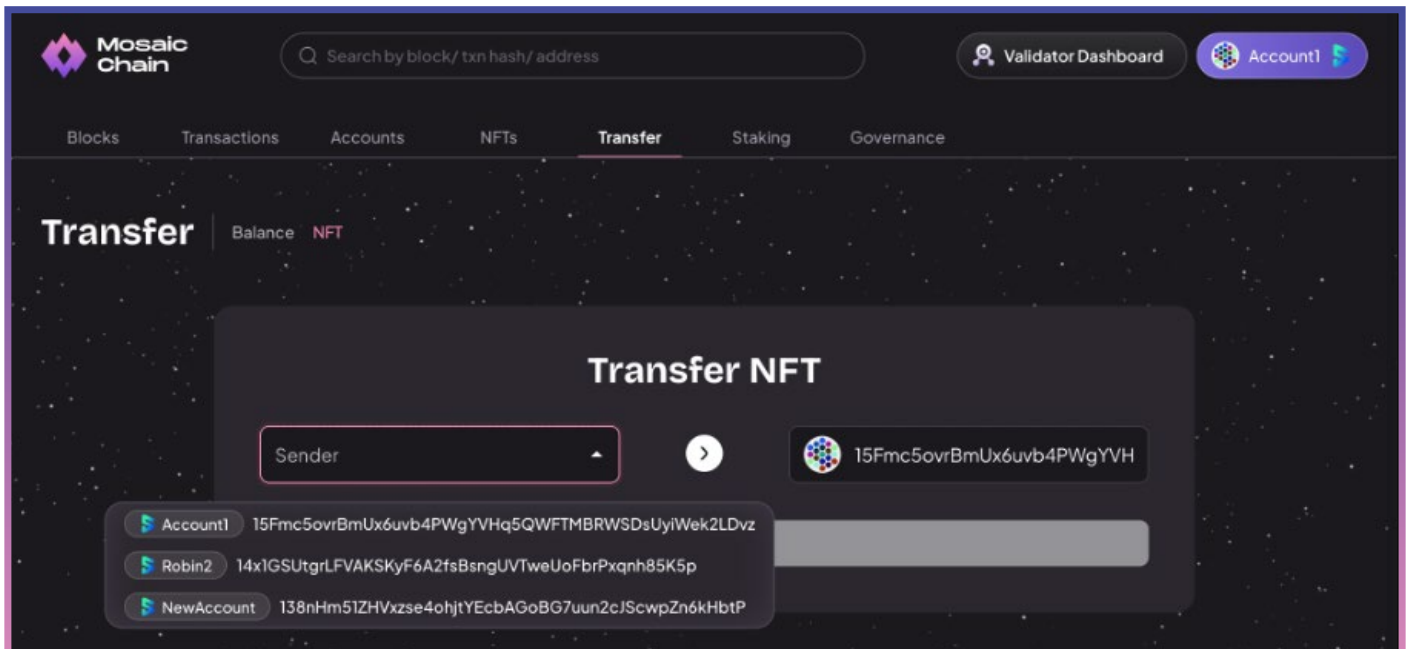 Mosaic
Chain
Search by block/ txn hash/ address
Validator Dashboard
Account1
Blocks Transactions Accounts NFTs Transfer Staking Governance
Transfer Balance NFT
Transfer NFT
Sender
15Fmc5ovrBmUx6uvb4PWgYVH
Account1 15Fmc5ovrBmUx6uvb4PWgYVHq5QWFTMBRWSDsUyiWek2LDvz
Robin2 14x1GSUtgrLFVAKSKyF6A2fsBsngUVTweUoFbrPxqnh85K5p
NewAccount 138nHm51ZHVxzse4ohjtYEcbAGoBG7uun2cJScwpZn6kHbtP